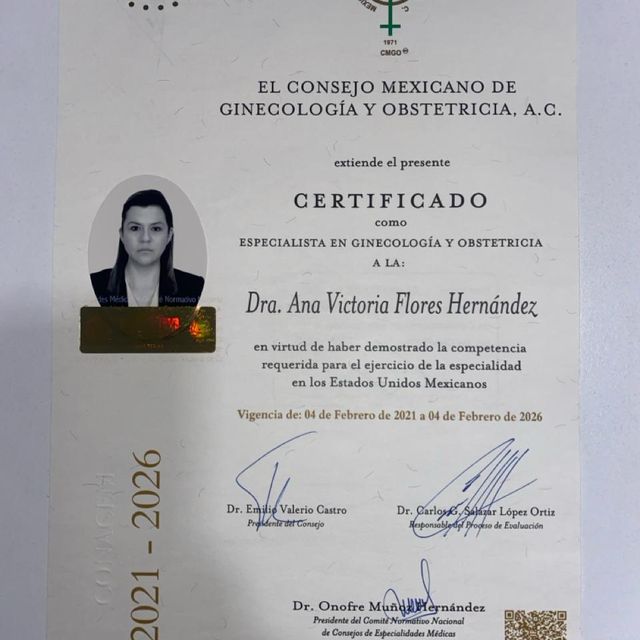 1971
CMGO
EL CONSEJO MEXICANO DE
GINECOLOGÍA Y OBSTETRICIA, A.C.
extiende el presente
CERTIFICADO
como
ESPECIALISTA EN GINECOLOGÍA Y OBSTETRICIA
A LA:
Dra. Ana Victoria Flores Hernández
en virtud de haber demostrado la competencia
requerida para el ejercicio de la especialidad
en los Estados Unidos Mexicanos
Vigencia de: 04 de Febrero de 2021 a 04 de Febrero de 2026
Dr. Emilio Valerio Castro
Presidente del Consejo
Dr. Carlos G. Salazar López Ortiz
Responsable del Proceso de Evaluación
Dr. Onofre Muñoz Hernández
Presidente del Comité Normativo Nacional
de Consejos de Especialidades Médicas
2021 - 2026